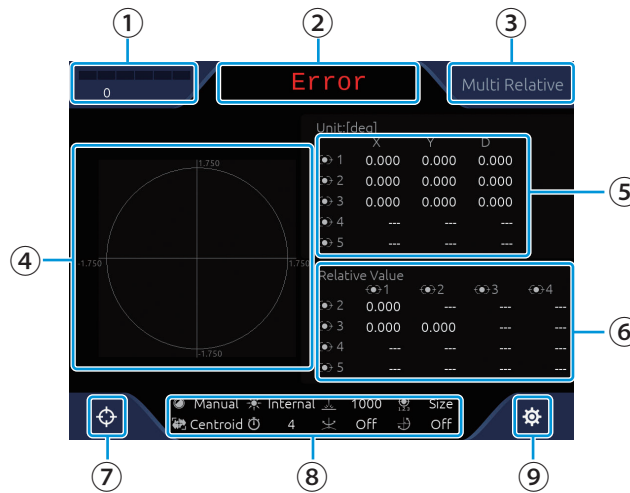 ① ② ③
Error
Multi Relative
0
Unit:[deg]
X Y D
1 0.000 0.000 0.000
2 0.000 0.000 0.000
3 0.000 0.000 0.000
4 --- --- ---
5 --- --- ---
⑤
1.750
④
-1.750 1.750
-1.750
Relative Value
1 2 3 4
2 0.000 --- --- ---
3 0.000 0.000 --- ---
4 --- --- --- ---
5 --- --- --- ---
⑥
Manual Internal 1000 Size
Centroid 4 Off Off
⑦ ⑧ ⑨